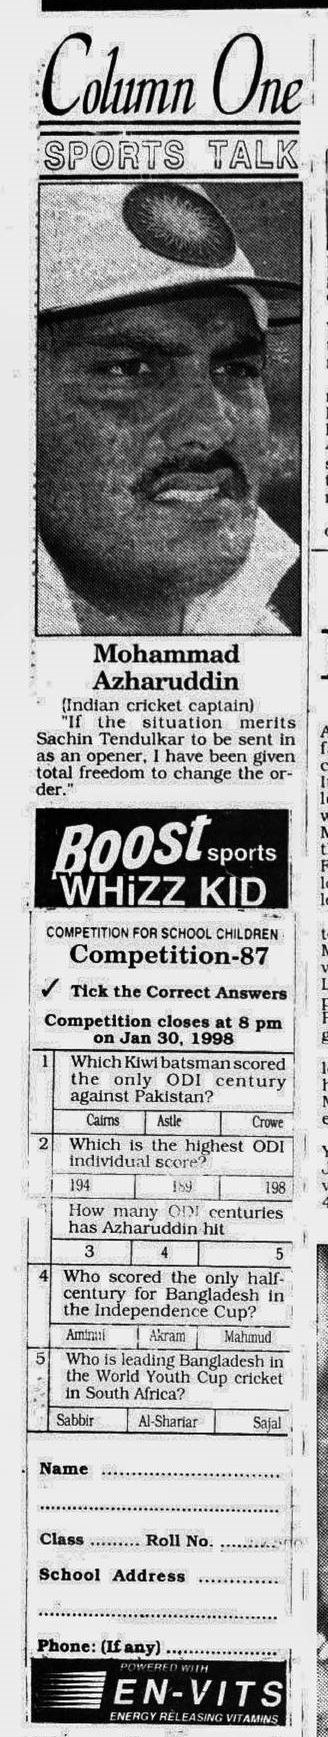 Column One
SPORTS TALK
Mohammad
Azharuddin
(Indian cricket captain)
"If the situation merits
Sachin Tendulkar to be sent in
as an opener, I have been given
total freedom to change the or-
der."
BOOST sports
WHiZZ KID
COMPETITION FOR SCHOOL CHILDREN
Competition-87
✓ Tick the Correct Answers
Competition closes at 8 pm
on Jan 30, 1998
1 Which Kiwi batsman scored
the only ODI century
against Pakistan?
Cairns Astle Crowe
2 Which is the highest ODI
individual score?
194 189 198
How many ODI centuries
has Azharuddin hit
3 4 5
4 Who scored the only half-
century for Bangladesh in
the Independence Cup?
Aminul Akram Mahmud
5 Who is leading Bangladesh in
the World Youth Cup cricket
in South Africa?
Sabbir Al-Shariar Sajal
Name ..............................
..............................
Class ......... Roll No. ..........
School Address .............
..............................
Phone: (If any) ..................
POWERED WITH
EN-VITS
ENERGY RELEASING VITAMINS